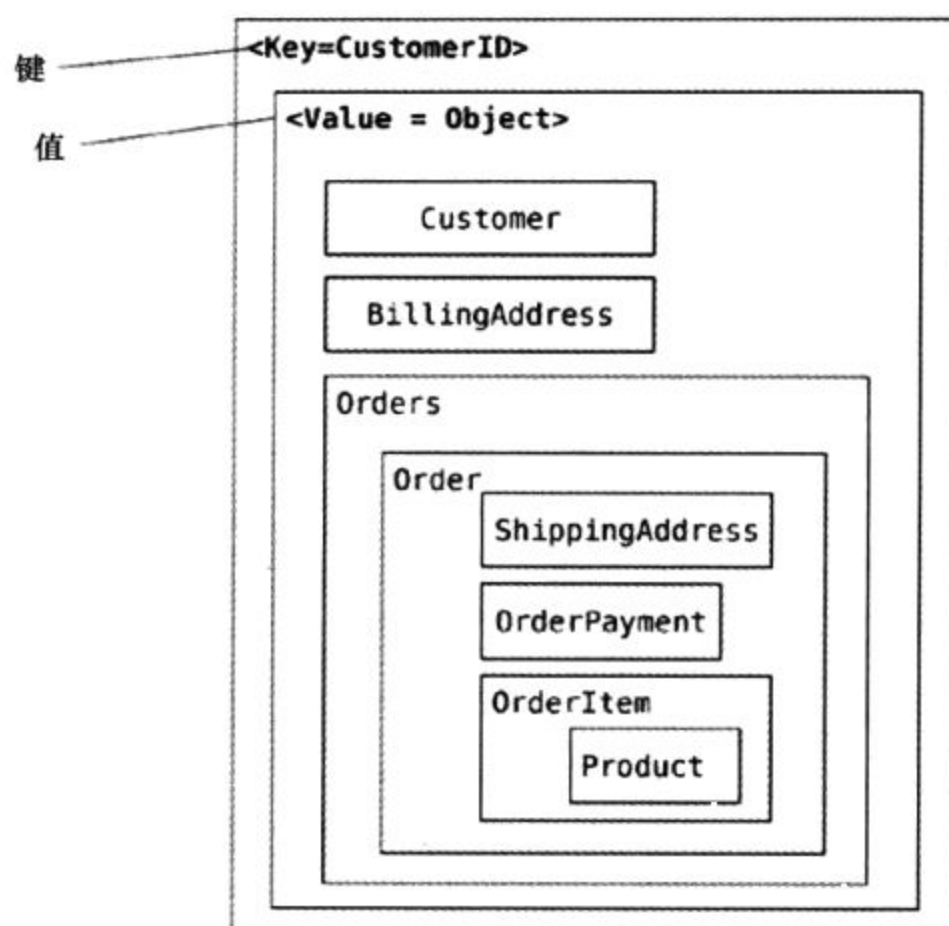 键
<Key=CustomerID>
值
<Value = Object>
Customer
BillingAddress
Orders
Order
ShippingAddress
OrderPayment
OrderItem
Product